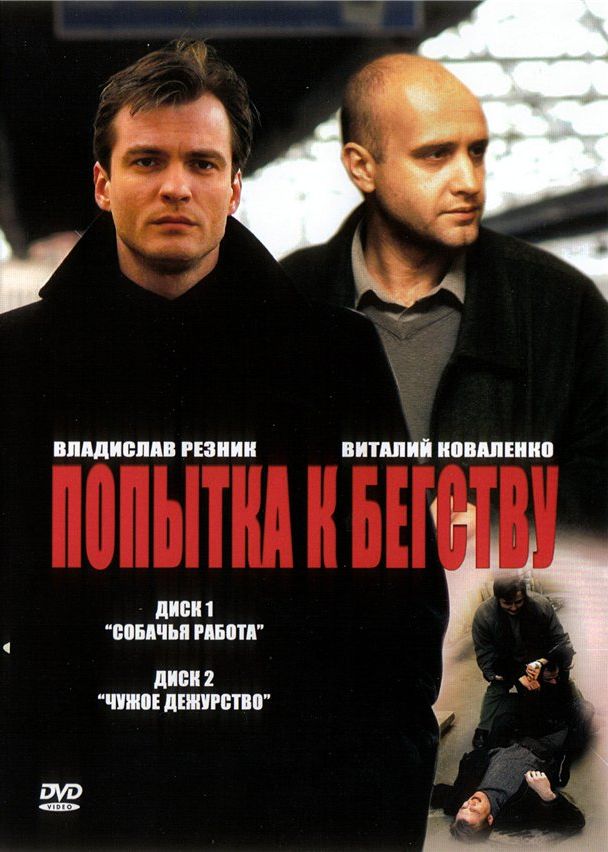 ВЛАДИСЛАВ РЕЗНИК ВИТАЛИЙ КОВАЛЕНКО
ПОПЫТКА К БЕГСТВУ
ДИСК 1
“СОБАЧЬЯ РАБОТА”
ДИСК 2
“ЧУЖОЕ ДЕЖУРСТВО”
DVD
VIDEO